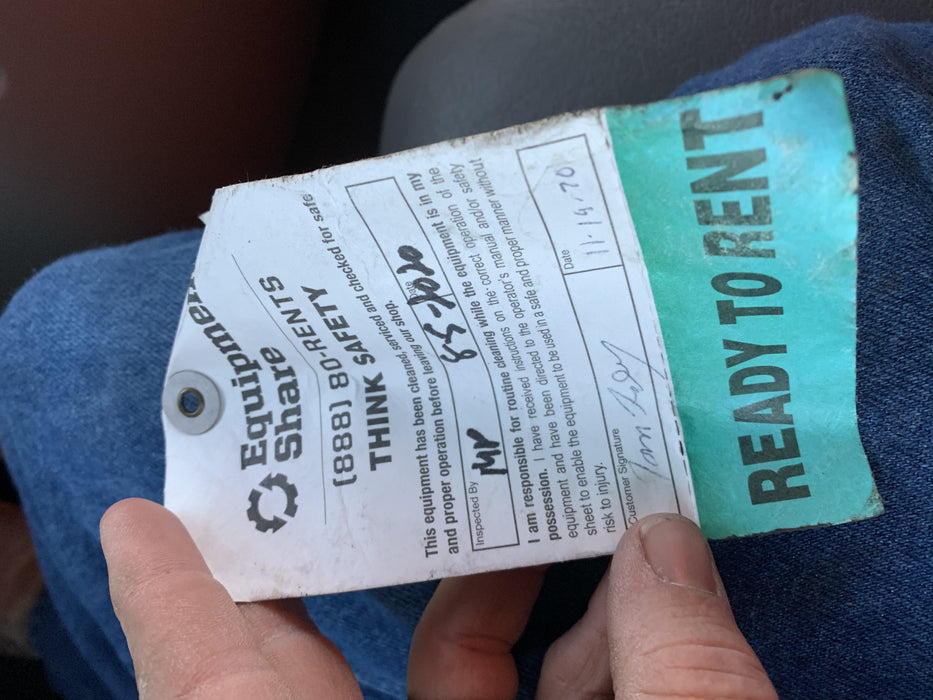 Equipme
Equipment
Share
(888) 80-RENTS
THINK SAFETY
This equipment has been cleaned, serviced and checked for safe
and proper operation before leaving our shop.
Inspected By
MP
Date
I am responsible for routine cleaning while the equipment is in my
possession. I have received instructions on the correct operation of the
equipment and have been directed to the operator's manual and/or safety
sheet to enable the equipment to be used in a safe and proper manner without
risk to injury.
Customer Signature
Date
11-19-20
READY TO RENT